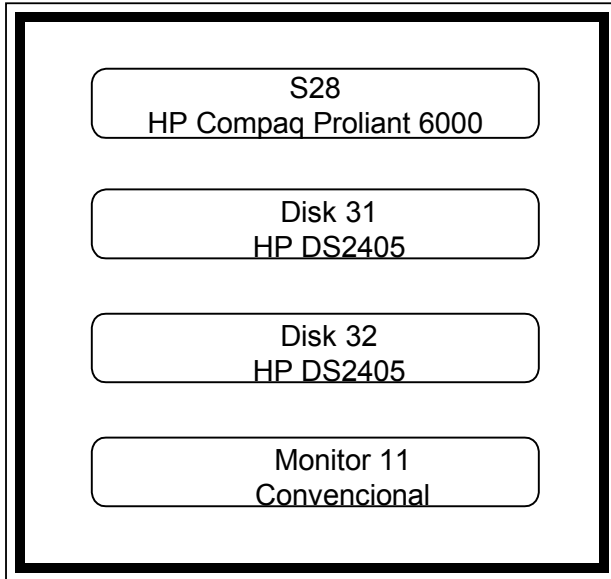 S28
HP Compaq Proliant 6000
Disk 31
HP DS2405
Disk 32
HP DS2405
Monitor 11
Convencional